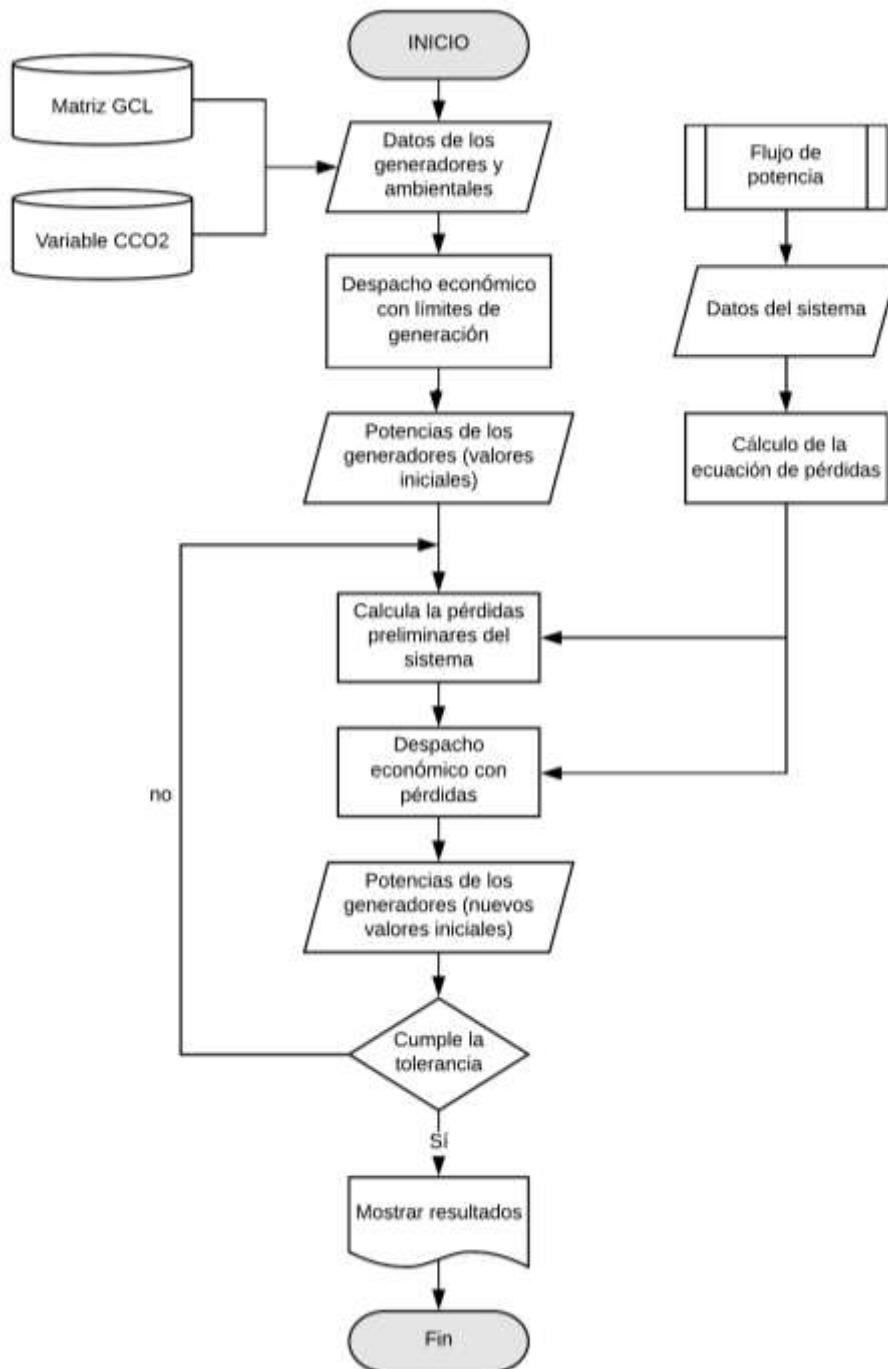 INICIO
Matriz GCL
Variable CCO2
Datos de los
generadores y
ambientales
Despacho económico
con límites de
generación
Potencias de los
generadores (valores
iniciales)
Flujo de
potencia
Datos del sistema
Cálculo de la
ecuación de pérdidas
Calcula la pérdidas
preliminares del
sistema
Despacho
económico con
pérdidas
no
Potencias de los
generadores (nuevos
valores iniciales)
Cumple la
tolerancia
Sí
Mostrar resultados
Fin